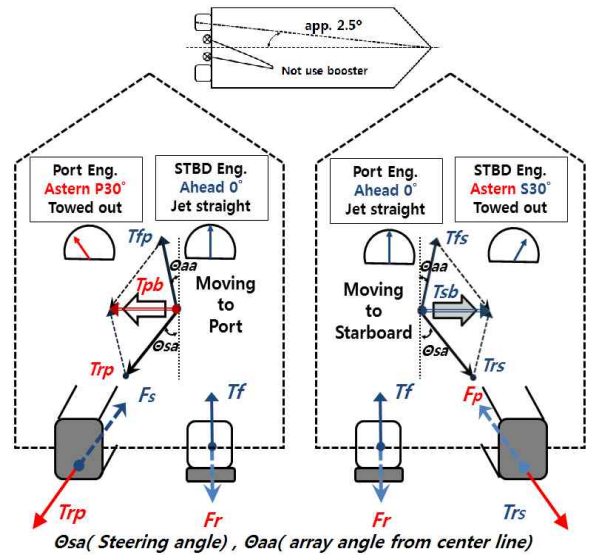 app. 2.5°
Not use booster
Port Eng.
Astern P30°
Towed out
STBD Eng.
Ahead 0°
Jet straight
Tfp
Θaa
Tpb
Moving
to
Port
Θsa
Trp
Fs
Tf
Trp
Fr
Port Eng.
Ahead 0°
Jet straight
STBD Eng.
Astern S30°
Towed out
Tfs
Θaa
Tsb
Moving
to
Starboard
Θsa
Trs
Tf
Fp
Fr
Trs
Θsa( Steering angle) , Θaa( array angle from center line)